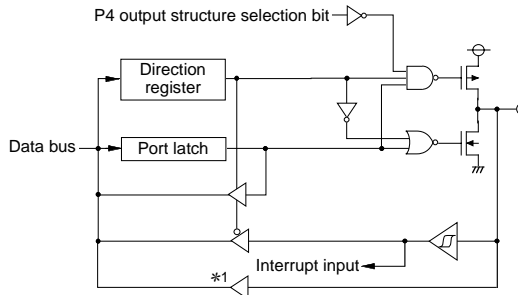 P4 output structure selection bit
Direction
register
Data bus
Port latch
Interrupt input
*1